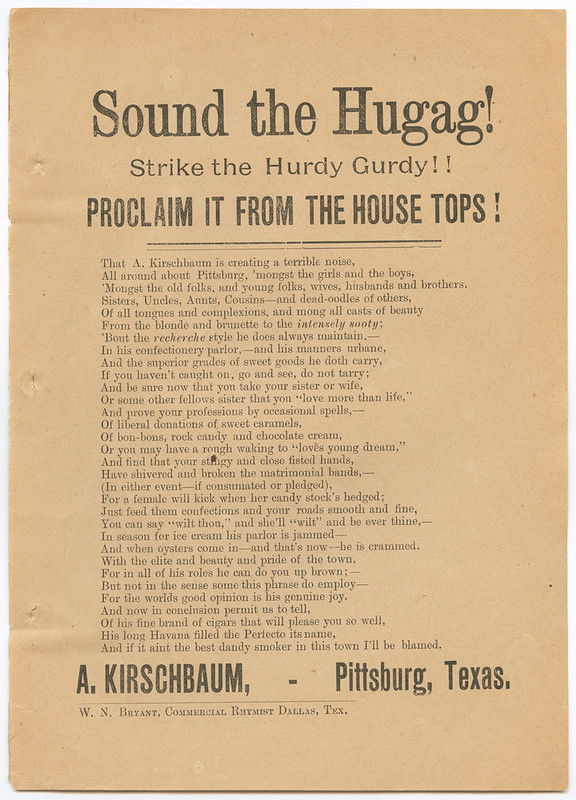 Sound the Hugag!
Strike the Hurdy Gurdy!!
PROCLAIM IT FROM THE HOUSE TOPS!
That A. Kirschbaum is creating a terrible noise,
All around about Pittsburg, 'mongst the girls and the boys,
'Mongst the old folks, and young folks, wives, husbands and brothers.
Sisters, Uncles, Aunts, Cousins—and dead-oodles of others,
Of all tongues and complexions, and mong all casts of beauty
From the blonde and brunette to the intensely sooty;
'Bout the recherche style he does always maintain.—
In his confectionery parlor,—and his manners urbane,
And the superior grades of sweet goods he doth carry,
If you haven't caught on, go and see, do not tarry;
And be sure now that you take your sister or wife,
Or some other fellows sister that you "love more than life,"
And prove your professions by occasional spells,—
Of liberal donations of sweet caramels,
Of bon-bons, rock candy and chocolate cream,
Or you may have a rough waking to "loves young dream,"
And find that your stingy and close fisted hands,
Have shivered and broken the matrimonial bands,—
(In either event—if consumated or pledged),
For a female will kick when her candy stock's hedged;
Just feed them confections and your roads smooth and fine,
You can say "wilt thou," and she'll "wilt" and be ever thine,—
In season for ice cream his parlor is jammed—
And when oysters come in—and that's now—he is crammed.
With the elite and beauty and pride of the town,
For in all of his roles he can do you up brown;—
But not in the sense some this phrase do employ—
For the worlds good opinion is his genuine joy.
And now in conclusion permit us to tell,
Of his fine brand of cigars that will please you so well,
His long Havana filled the Perfecto its name,
And if it aint the best dandy smoker in this town I'll be blamed.
A. KIRSCHBAUM, - Pittsburg, Texas.
W. N. BRYANT, COMMERCIAL RHYMIST DALLAS, TEX.